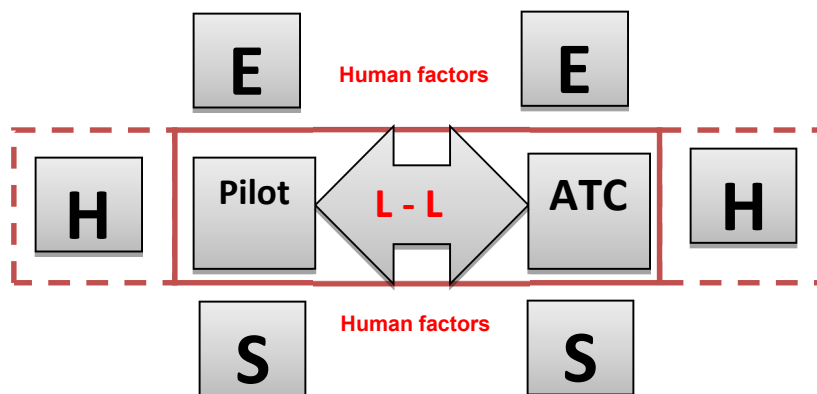 E
Human factors
E
H
Pilot
L - L
ATC
H
S
Human factors
S